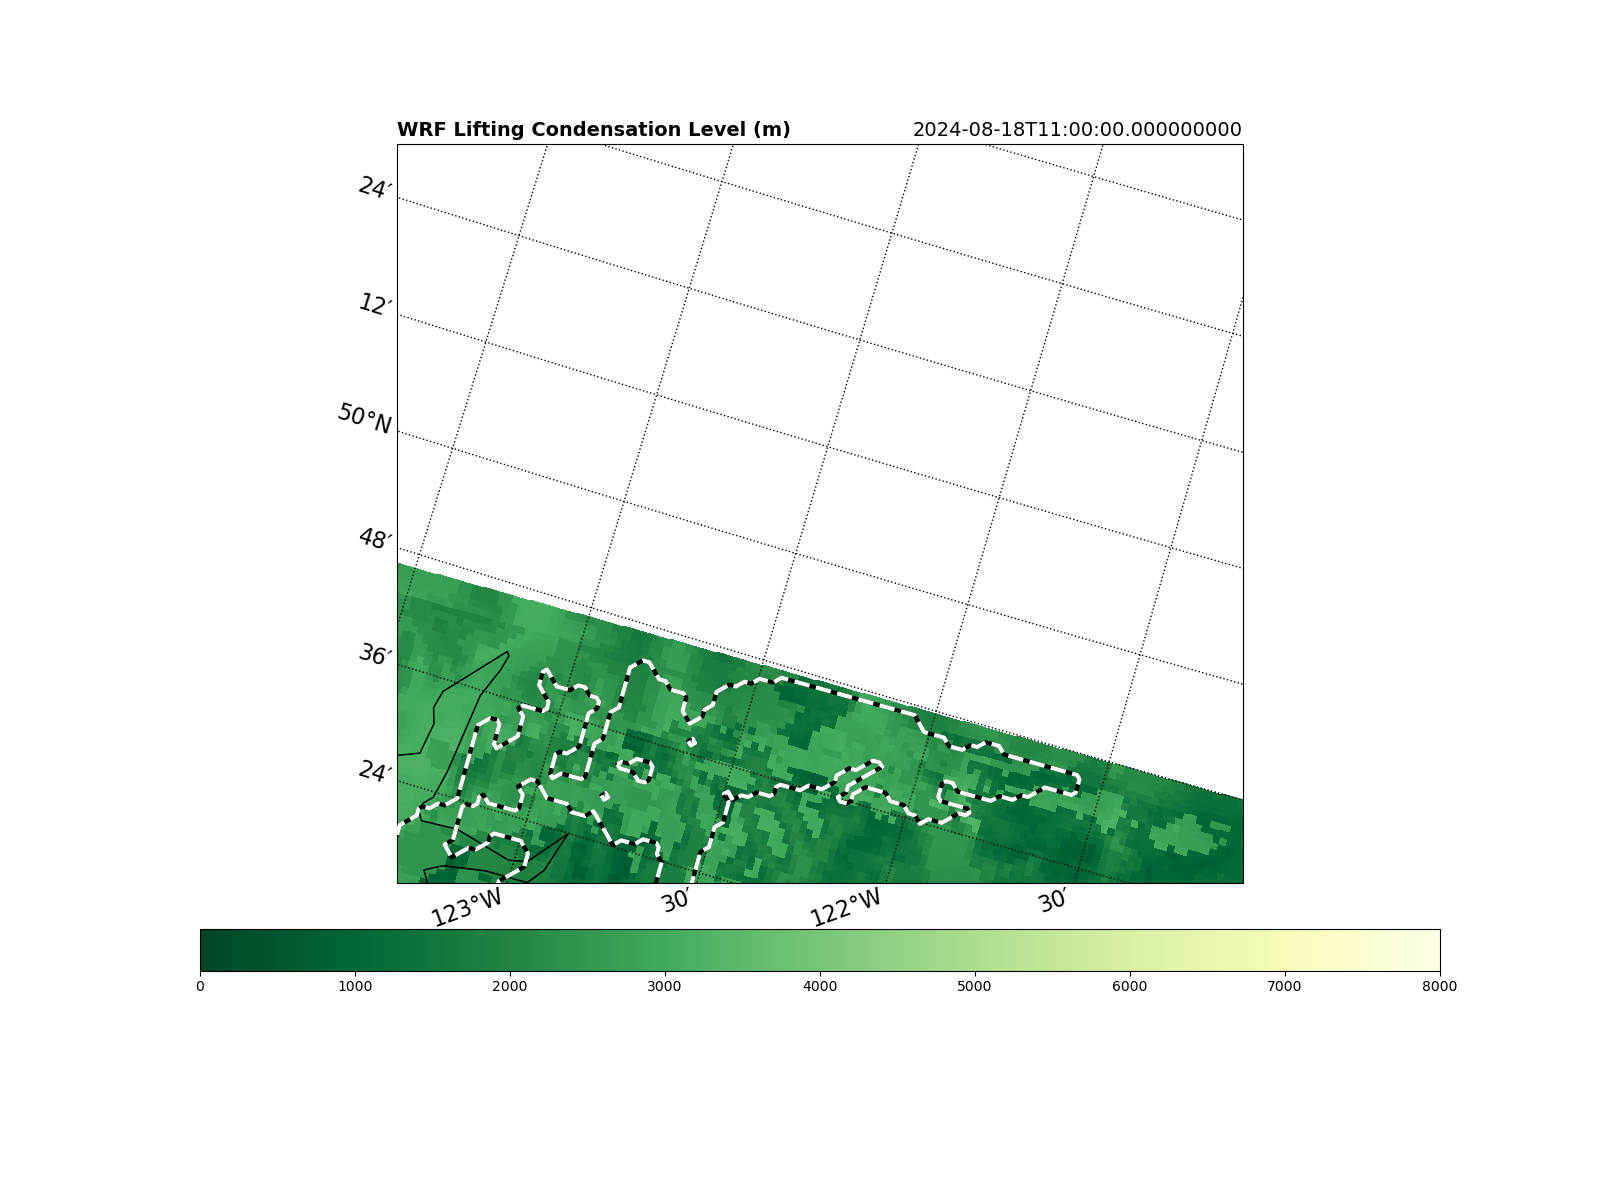 WRF Lifting Condensation Level (m) 2024-08-18T11:00:00.000000000
24′
12′
50°N
48′
36′
24′
123°W 30′ 122°W 30′
0 1000 2000 3000 4000 5000 6000 7000 8000